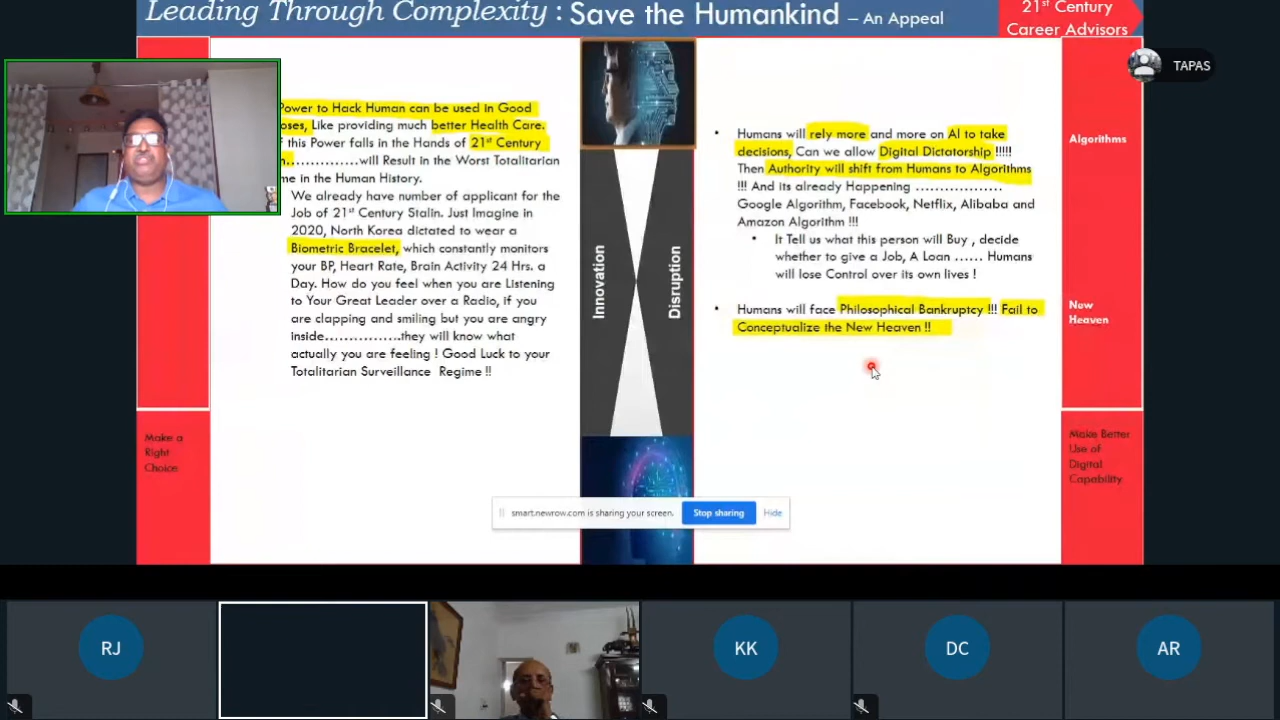 Leading Through Complexity : Save the Humankind – An Appeal
21st Century
Career Advisors
TAPAS
Power to Hack Human can be used in Good
oses, Like providing much better Health Care.
f this Power falls in the Hands of 21st Century
n..............will Result in the Worst Totalitarian
me in the Human History.
We already have number of applicant for the
Job of 21st Century Stalin. Just Imagine in
2020, North Korea dictated to wear a
Biometric Bracelet, which constantly monitors
your BP, Heart Rate, Brain Activity 24 Hrs. a
Day. How do you feel when you are Listening
to Your Great Leader over a Radio, if you
are clapping and smiling but you are angry
inside................they will know what
actually you are feeling ! Good Luck to your
Totalitarian Surveillance Regime !!
Make a
Right
Choice
Innovation
Disruption
• Humans will rely more and more on AI to take
decisions, Can we allow Digital Dictatorship !!!!!
Then Authority will shift from Humans to Algorithms
!!! And its already Happening ..................
Google Algorithm, Facebook, Netflix, Alibaba and
Amazon Algorithm !!!
• It Tell us what this person will Buy , decide
whether to give a Job, A Loan ...... Humans
will lose Control over its own lives !
• Humans will face Philosophical Bankruptcy !!! Fail to
Conceptualize the New Heaven !!
Algorithms
New
Heaven
Make Better
Use of
Digital
Capability
smart.newrow.com is sharing your screen.
Stop sharing
Hide
RJ
KK
DC
AR